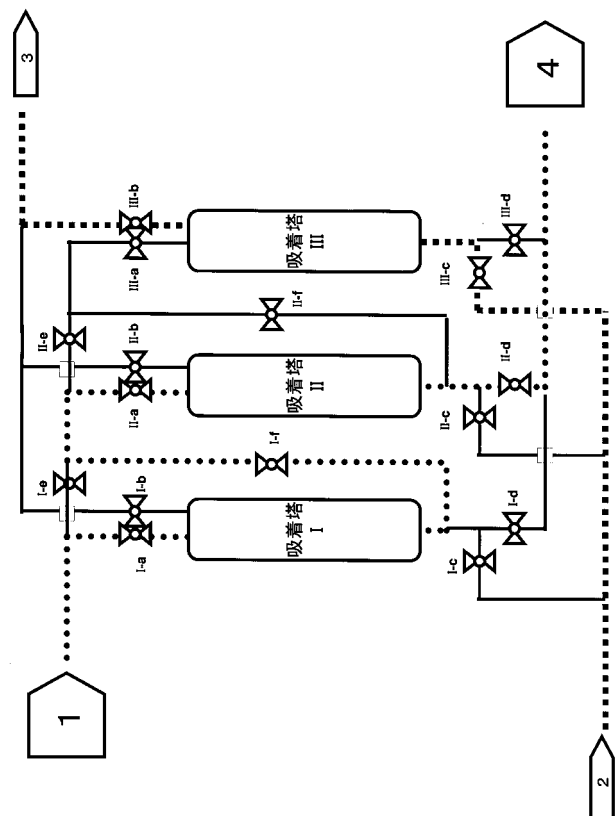 3
4
III-b
III-a
III-d
III-c
吸着塔
III
II-f
II-e
II-b
II-a
II-d
II-c
吸着塔
II
I-f
I-e
I-b
I-a
I-d
I-c
吸着塔
I
1
2